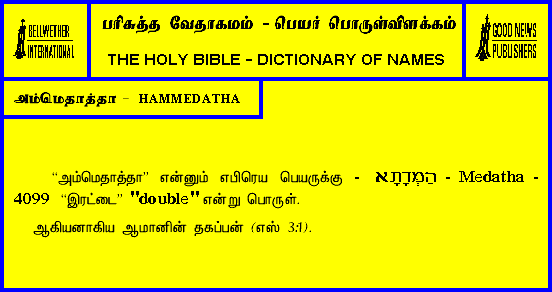 BELLWETHER
INTERNATIONAL
பரிசுத்த வேதாகமம் - பெயர் பொருள்விளக்கம்
THE HOLY BIBLE - DICTIONARY OF NAMES
GOOD NEWS
PUBLISHERS
அம்மெதாத்தா - HAMMEDATHA
“அம்மெதாத்தா” என்னும் எபிரெய பெயருக்கு - הַמְּדָתָא - Medatha -
4099 “இரட்டை” "double" என்று பொருள்.
ஆகியனாகிய ஆமானின் தகப்பன் (எஸ் 3:1).